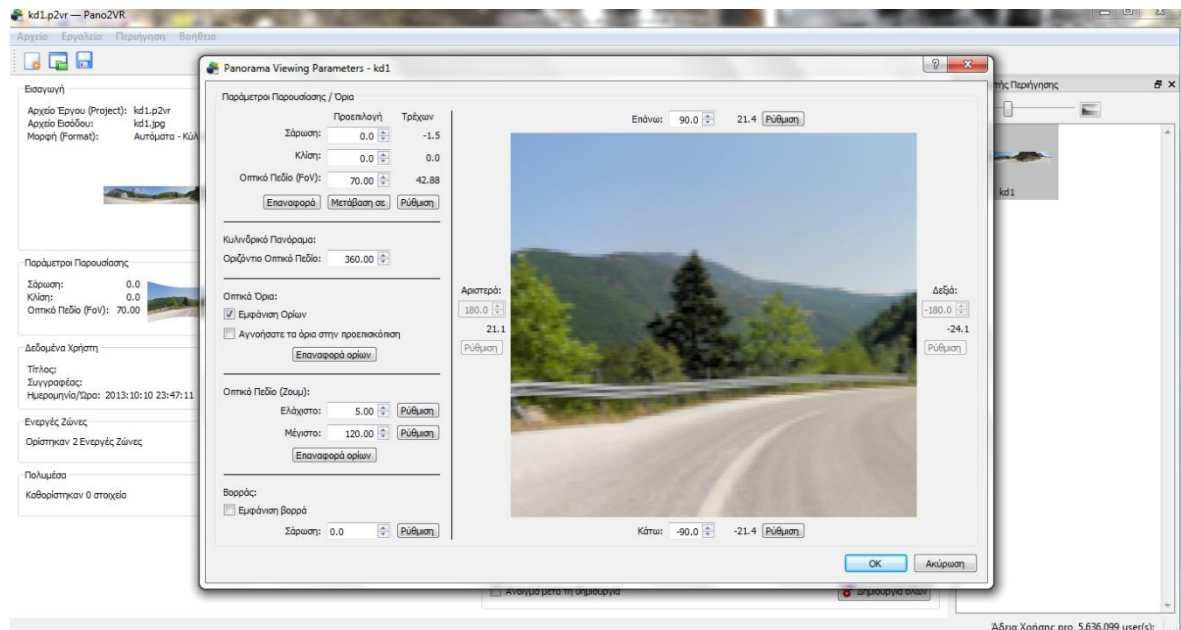 kd1.p2vr — Pano2VR
Αρχείο Εργαλεία Περιήγηση Βοήθεια
Εισαγωγή
Αρχείο Έργου (Project): kd1.p2vr
Αρχείο Εισόδου: kd1.jpg
Μορφή (Format): Αυτόματα - Κύλ
Παράμετροι Παρουσίασης
Σάρωση: 0.0
Κλίση: 0.0
Οπτικό Πεδίο (FoV): 70.00
Δεδομένα Χρήστη
Τίτλος:
Συγγραφέας:
Ημερομηνία/Ώρα: 2013:10:10 23:47:11
Ενεργές Ζώνες
Ορίστηκαν 2 Ενεργές Ζώνες
Πολυμέσα
Καθορίστηκαν 0 στοιχεία
Panorama Viewing Parameters - kd1
Παράμετροι Παρουσίασης / Όρια
Προεπιλογή Τρέχων
Σάρωση: 0.0 -1.5
Κλίση: 0.0 0.0
Οπτικό Πεδίο (FoV): 70.00 42.88
Επαναφορά Μετάβαση σε Ρύθμιση
Κυλινδρικό Πανόραμα:
Οριζόντιο Οπτικό Πεδίο: 360.00
Οπτικά Όρια:
Εμφάνιση Ορίων
Αγνοήσατε τα όρια στην προεπισκόπιση
Επαναφορά ορίων
Οπτικό Πεδίο (Ζουμ):
Ελάχιστο: 5.00 Ρύθμιση
Μέγιστο: 120.00 Ρύθμιση
Επαναφορά ορίων
Βορράς:
Εμφάνιση βορρά
Σάρωση: 0.0 Ρύθμιση
Επάνω: 90.0 21.4 Ρύθμιση
Αριστερά:
180.0
21.1
Ρύθμιση
Δεξιά:
-180.0
-24.1
Ρύθμιση
Κάτω: -90.0 -21.4 Ρύθμιση
OK Ακύρωση
τής Περιήγησης
kd1
Άνοιγμα μετά τη δημιουργία
Δημιουργία όλων
Άδεια Χρήσης pro, 5,636,099 user(s):